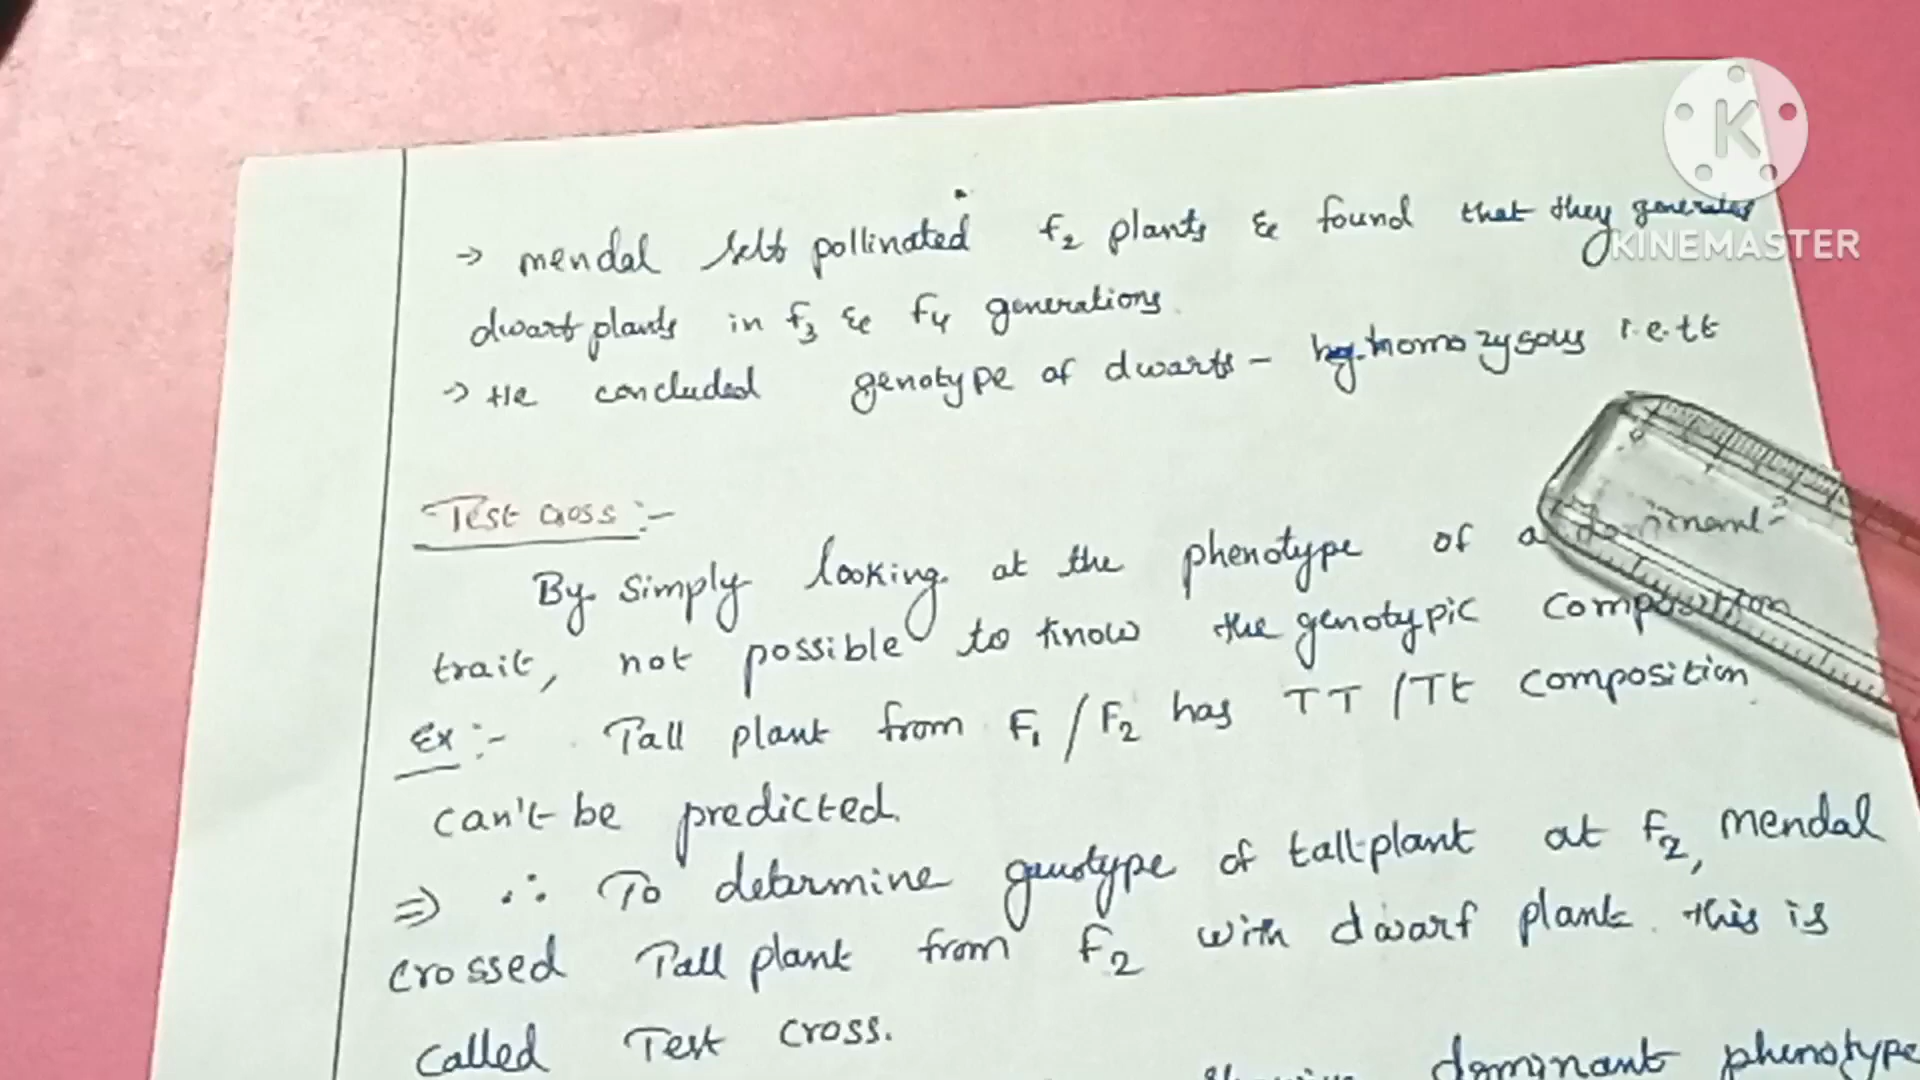 → mendal self pollinated F2 plants & found that they generates
dwarf plants in F3 & F4 generations
→ He concluded genotype of dwarfs - homozygous i.e. tt
Test cross :-
By simply looking at the phenotype of a dominant
trait, not possible to know the genotypic composition
Ex :- Tall plant from F1 / F2 has TT / Tt composition
can't be predicted.
⇒ ∴ To determine genotype of tall plant at F2, mendal
crossed Tall plant from F2 with dwarf plant. this is
called Test cross.
dominant phenotype
K
KINEMASTER